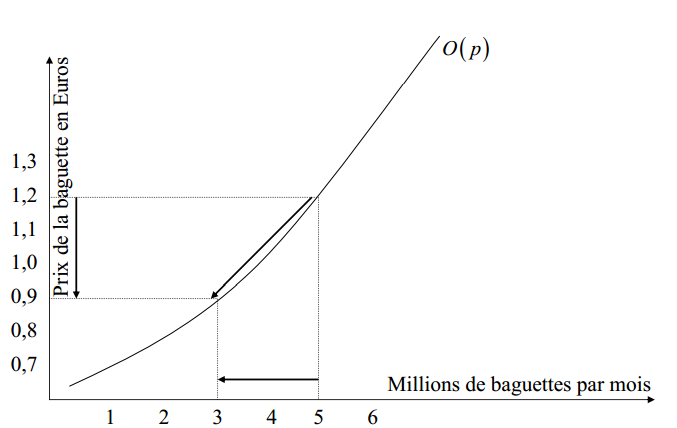 O(p)
Prix de la baguette en Euros
1,3
1,2
1,1
1,0
0,9
0,8
0,7
Millions de baguettes par mois
1 2 3 4 5 6